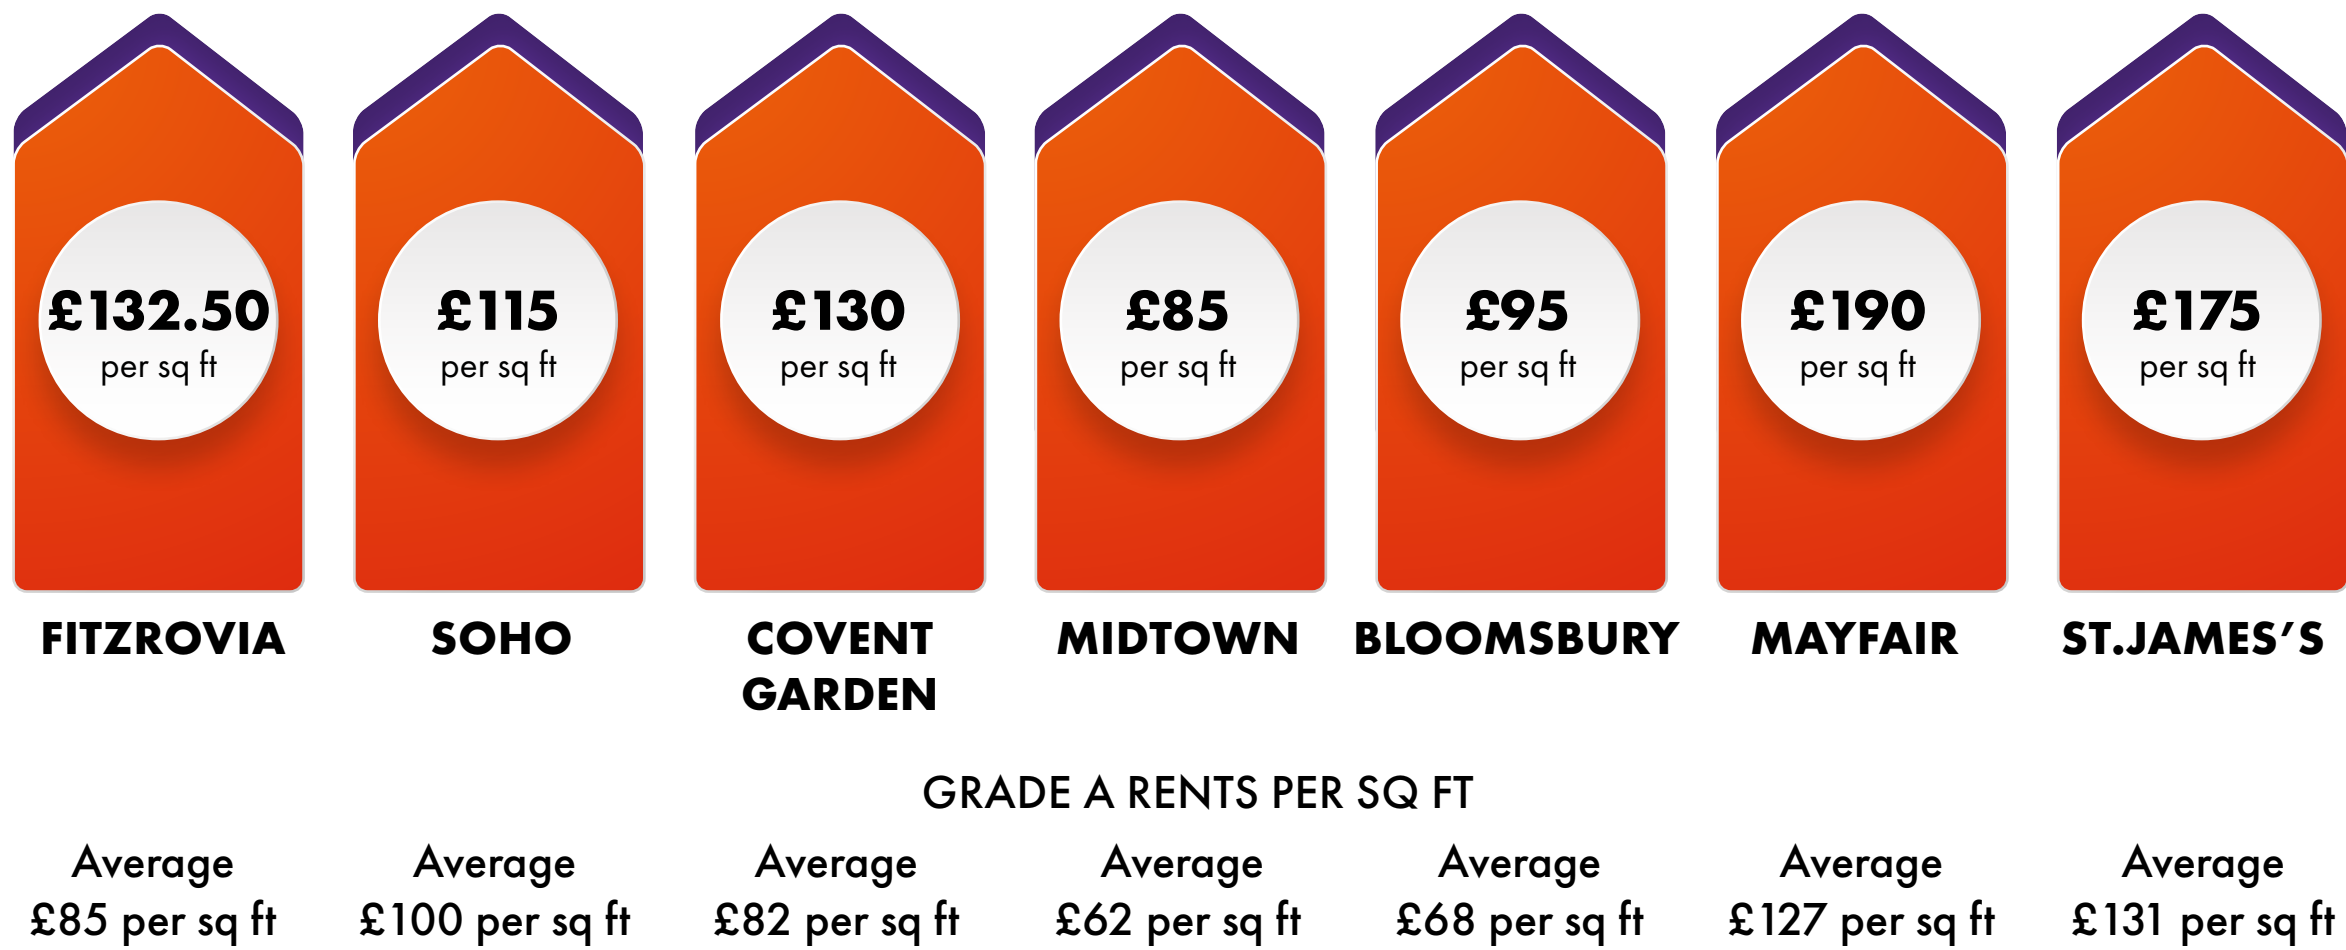 £132.50
per sq ft
FITZROVIA
£115
per sq ft
SOHO
£130
per sq ft
COVENT
GARDEN
£85
per sq ft
MIDTOWN
£95
per sq ft
BLOOMSBURY
£190
per sq ft
MAYFAIR
£175
per sq ft
ST.JAMES’S
GRADE A RENTS PER SQ FT
Average
£85 per sq ft
Average
£100 per sq ft
Average
£82 per sq ft
Average
£62 per sq ft
Average
£68 per sq ft
Average
£127 per sq ft
Average
£131 per sq ft